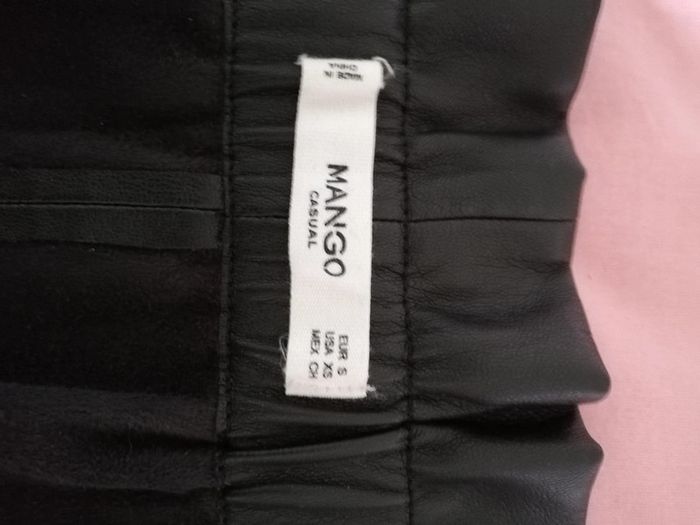 MADE IN
CHINA
MANGO
CASUAL
EUR S
USA XS
MEX CH